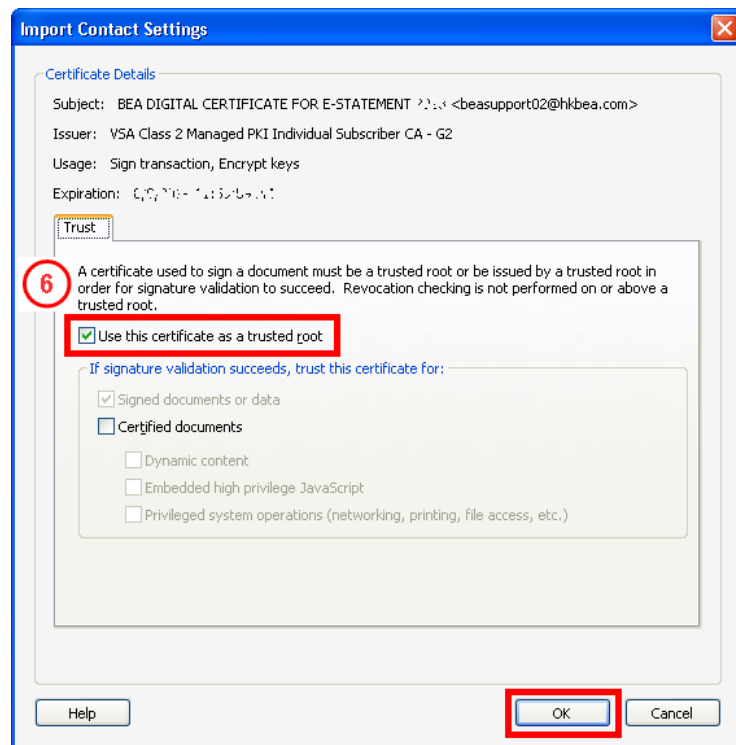 Import Contact Settings
Certificate Details
Subject: BEA DIGITAL CERTIFICATE FOR E-STATEMENT <beasupport02@hkbea.com>
Issuer: VSA Class 2 Managed PKI Individual Subscriber CA - G2
Usage: Sign transaction, Encrypt keys
Expiration:
Trust
6
A certificate used to sign a document must be a trusted root or be issued by a trusted root in
order for signature validation to succeed. Revocation checking is not performed on or above a
trusted root.
Use this certificate as a trusted root
If signature validation succeeds, trust this certificate for:
Signed documents or data
Certified documents
Dynamic content
Embedded high privilege JavaScript
Privileged system operations (networking, printing, file access, etc.)
Help
OK
Cancel